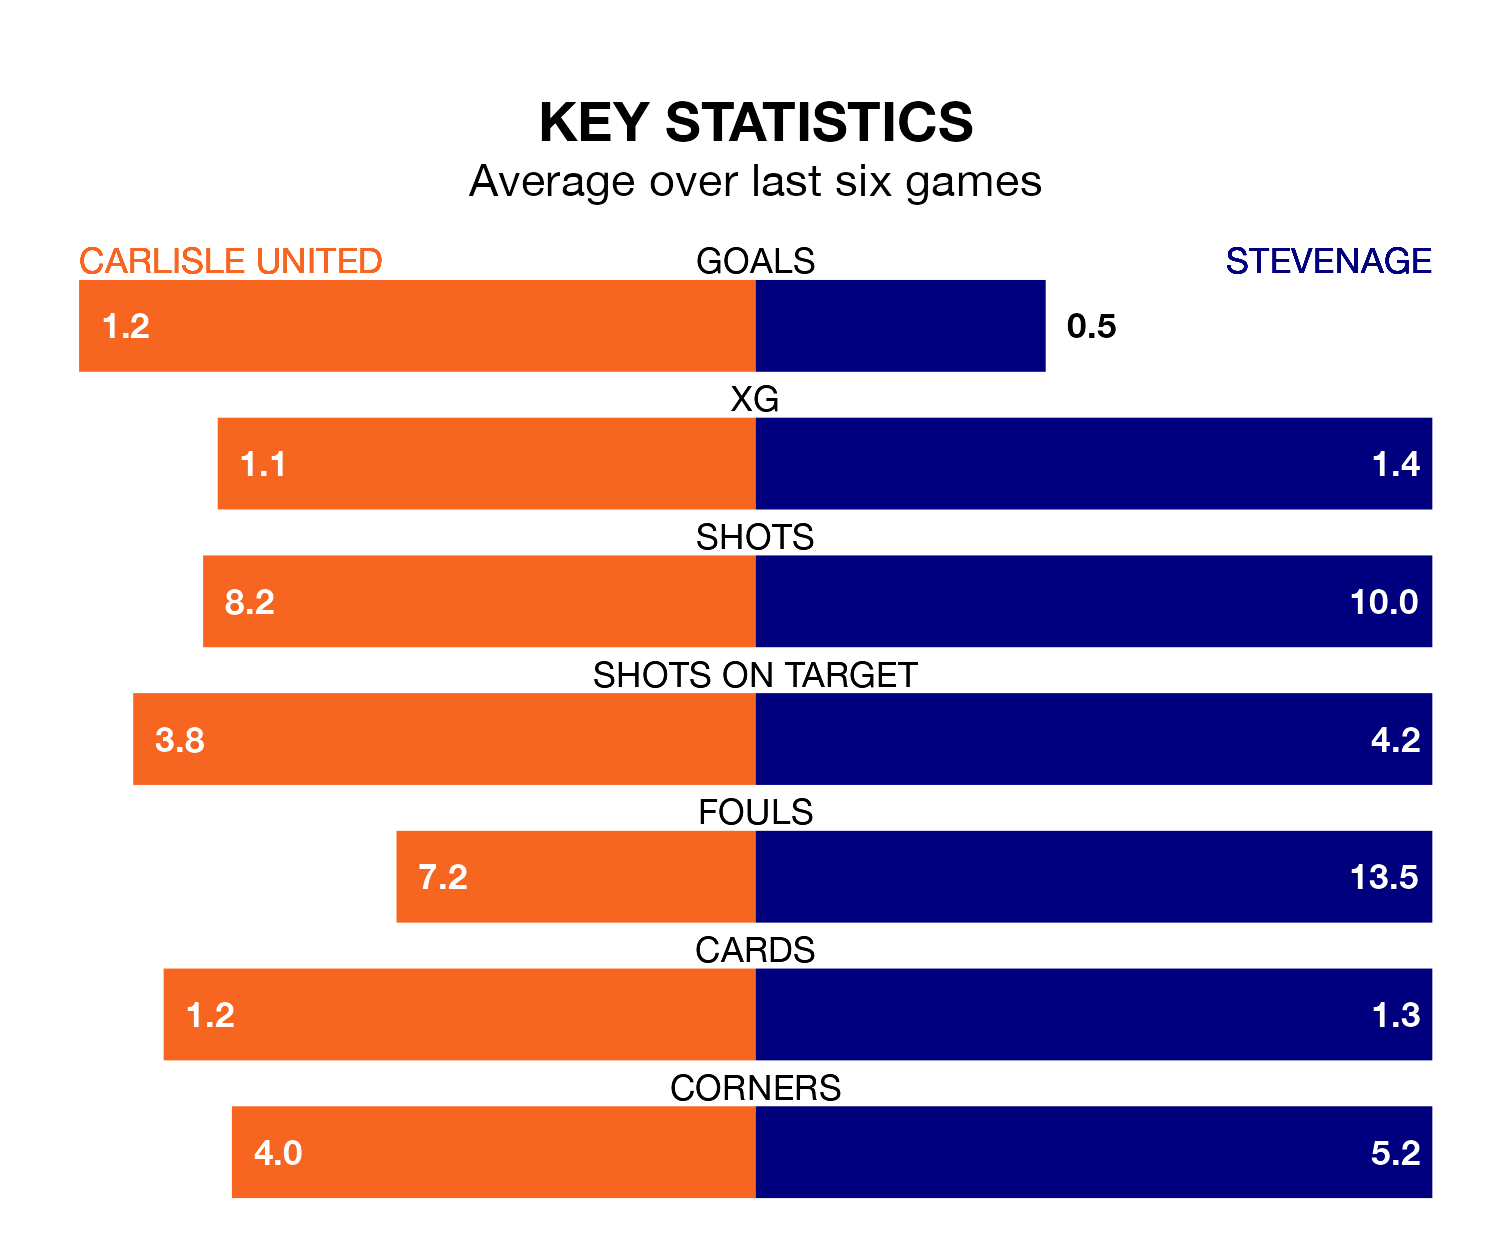 KEY STATISTICS
Average over last six games
CARLISLE UNITED GOALS STEVENAGE
1.2 0.5
XG
1.1 1.4
SHOTS
8.2 10.0
SHOTS ON TARGET
3.8 4.2
FOULS
7.2 13.5
CARDS
1.2 1.3
CORNERS
4.0 5.2